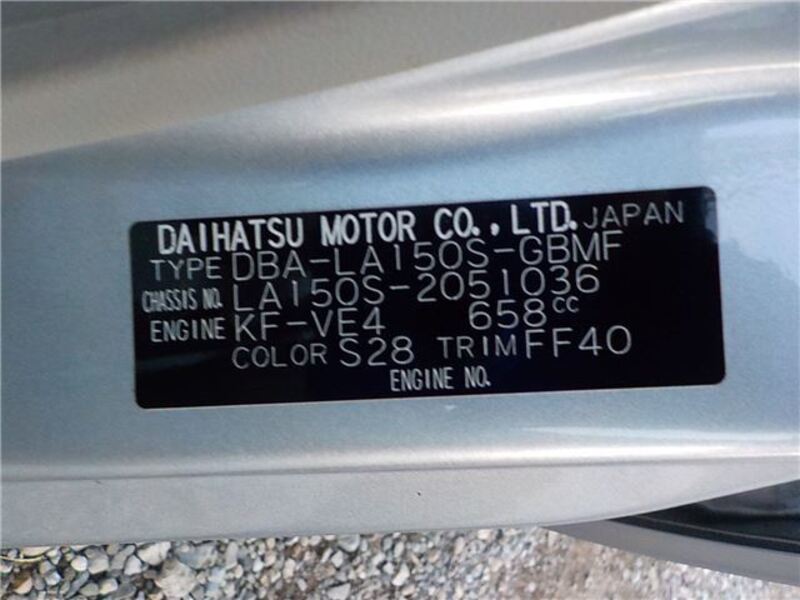 DAIHATSU MOTOR CO., LTD. JAPAN
TYPE DBA-LA150S-GBMF
CHASSIS NO. LA150S-2051036
ENGINE KF-VE4 658cc
COLOR S28 TRIM FF40
ENGINE NO.